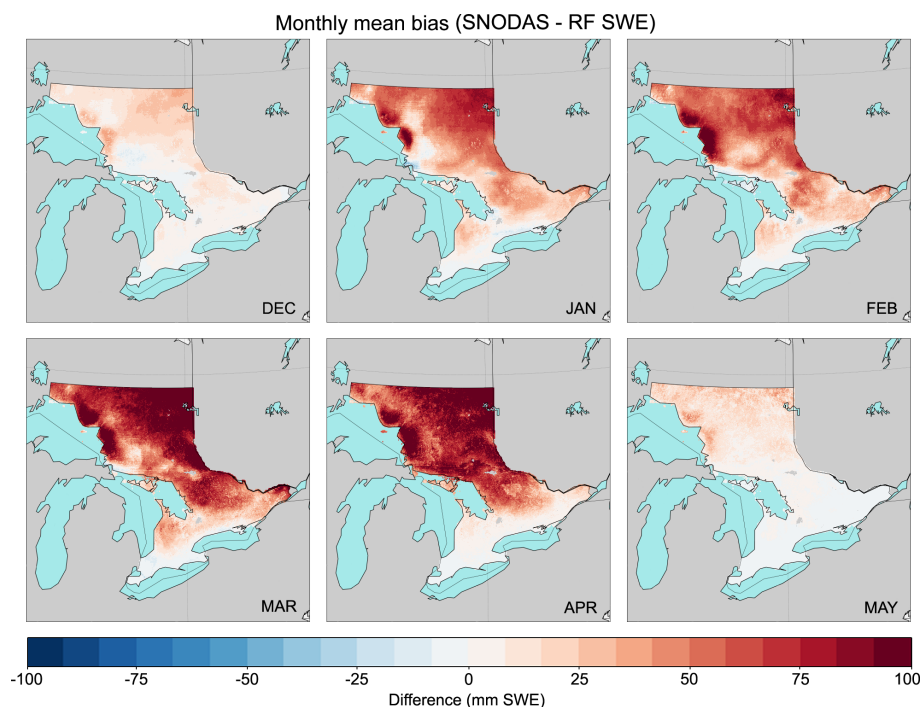 Monthly mean bias (SNODAS - RF SWE)
DEC
JAN
FEB
MAR
APR
MAY
-100 -75 -50 -25 0 25 50 75 100
Difference (mm SWE)